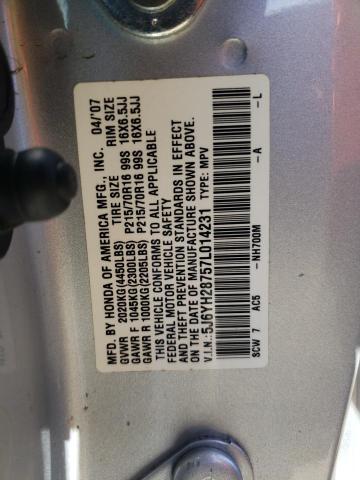 MFD. BY HONDA OF AMERICA MFG., INC. 04/'07
TIRE SIZE RIM SIZE
GVWR 2020KG(4450LBS)
GAWR F 1045KG(2300LBS) P215/70R16 99S 16X6.5JJ
GAWR R 1000KG(2205LBS) P215/70R16 99S 16X6.5JJ
THIS VEHICLE CONFORMS TO ALL APPLICABLE
FEDERAL MOTOR VEHICLE SAFETY
AND THEFT PREVENTION STANDARDS IN EFFECT
ON THE DATE OF MANUFACTURE SHOWN ABOVE.
V.I.N.: 5J6YH28757L014231 TYPE: MPV
SCW 7 AC5 -NH700M -A -L